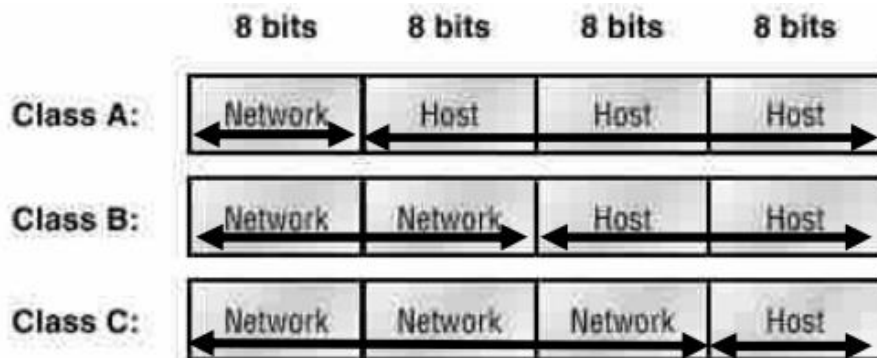 8 bits 8 bits 8 bits 8 bits
Class A: Network Host Host Host
Class B: Network Network Host Host
Class C: Network Network Network Host